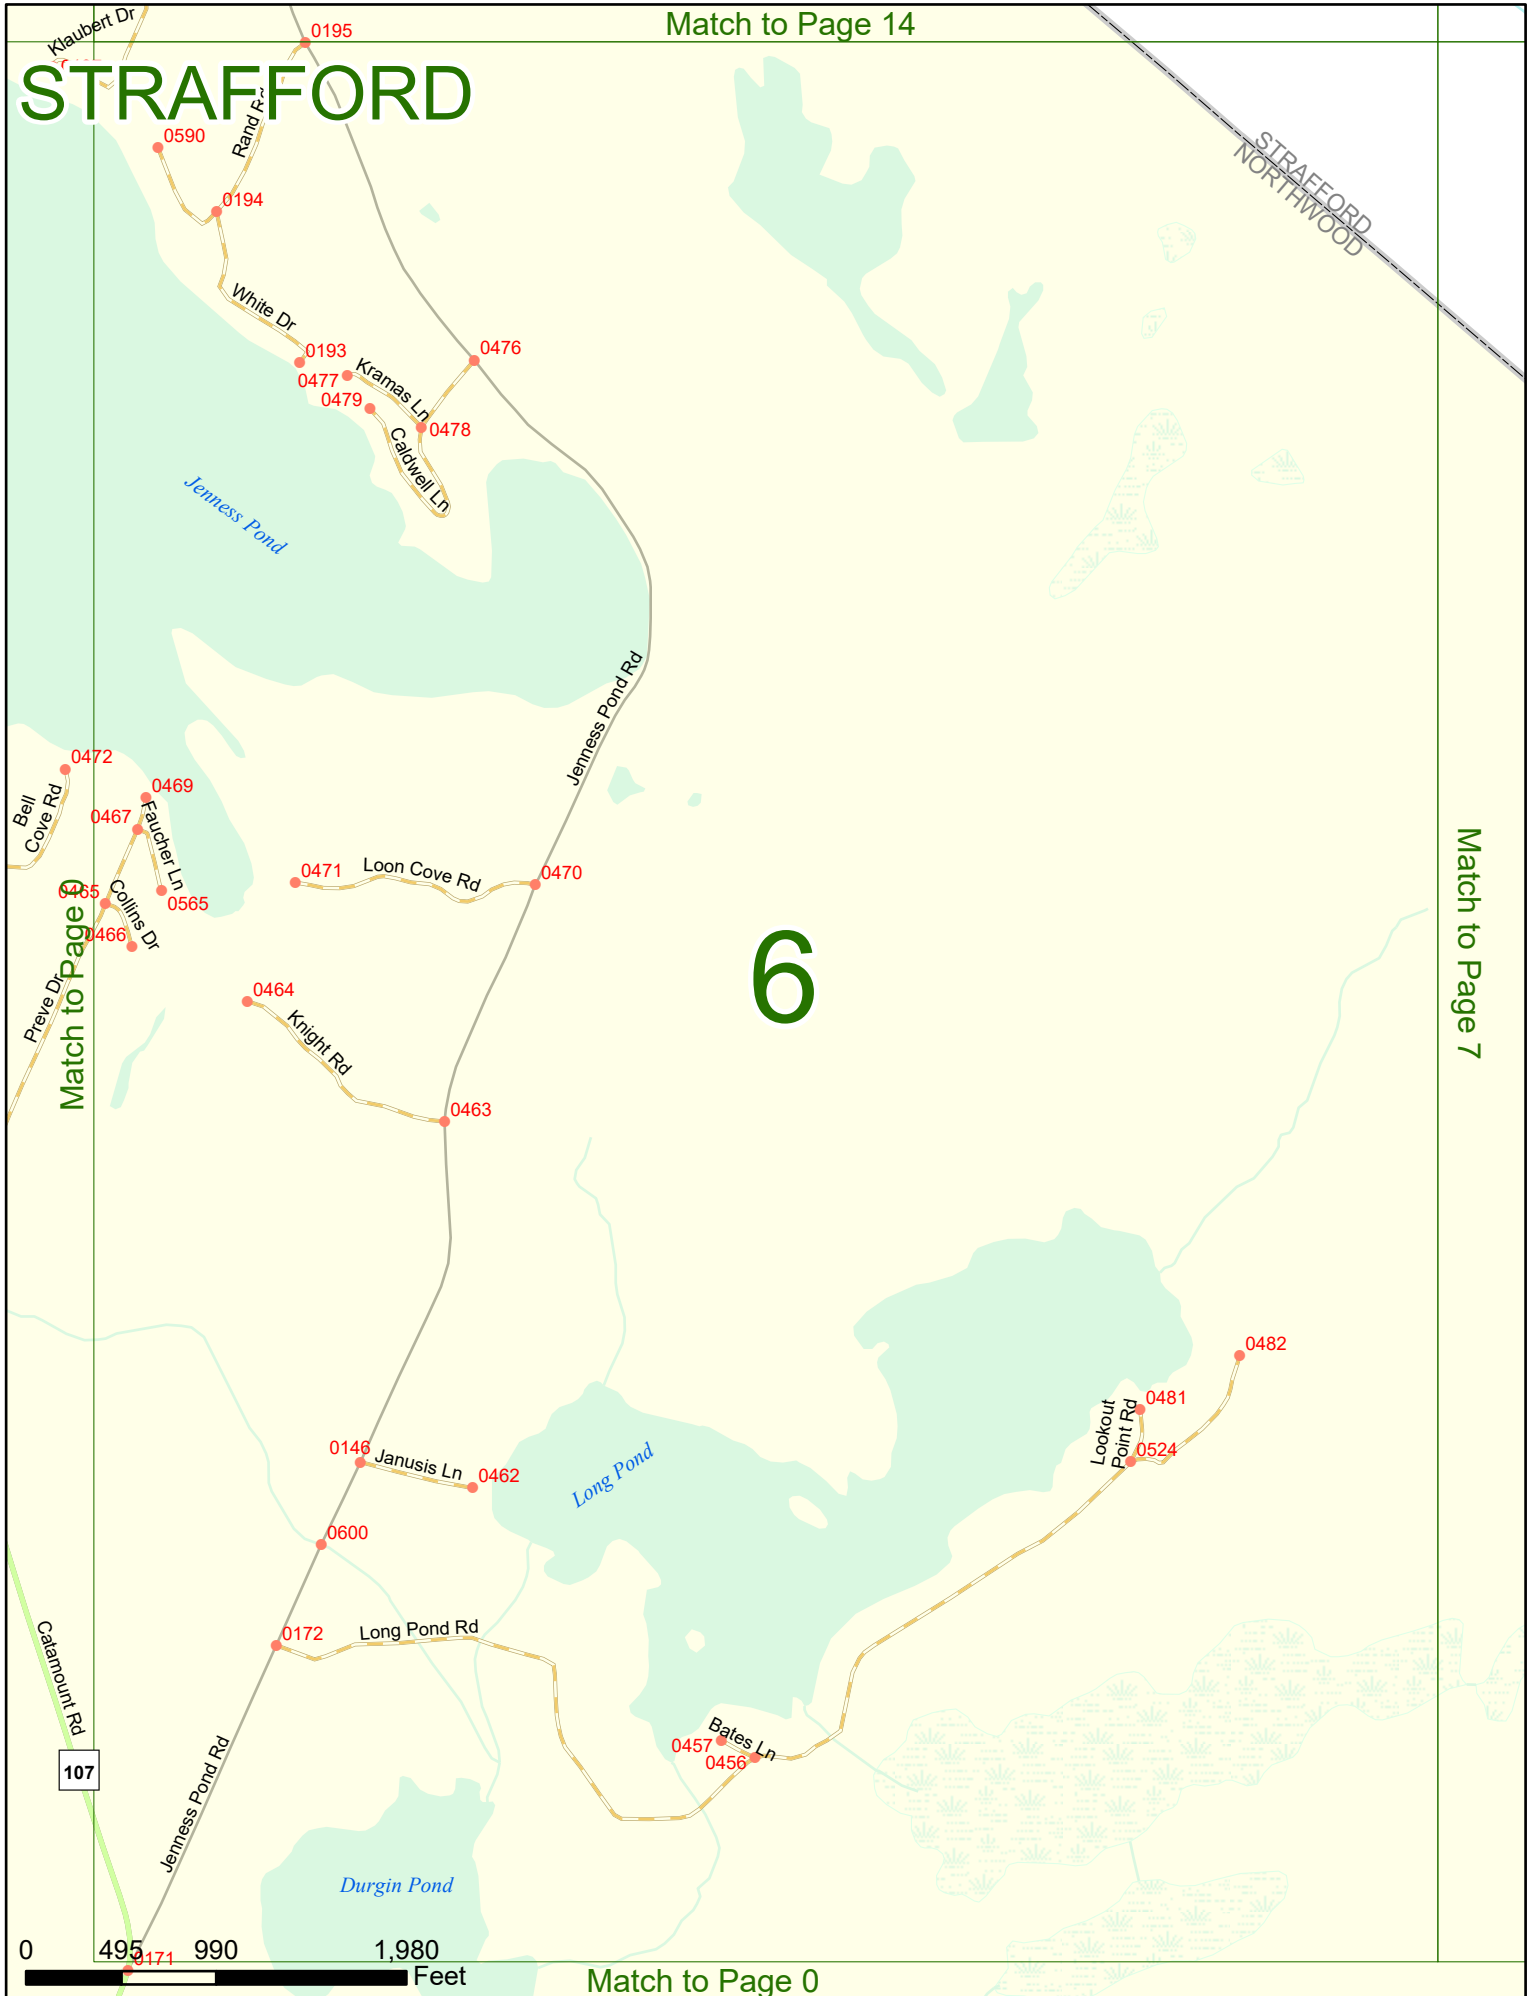 Match to Page 14
Klaubert Dr
0195
STRAFFORD
Rand Rd
0590
0194
STRAFFORD
NORTHWOOD
White Dr
0193
0476
0477
Kramas Ln
0479
0478
Caldwell Ln
Jenness Pond
Jenness Pond Rd
0472
0469
Bell
Cove Rd
0467
Faucher Ln
0471
Loon Cove Rd
0470
0465
Collins Dr
0565
0466
Match to Page 0
Match to Page 7
6
Preve Dr
0464
Knight Rd
0463
0482
0481
Lookout
Point Rd
0524
0146
Janusis Ln
0462
Long Pond
0600
0172
Long Pond Rd
Catamount Rd
107
Jenness Pond Rd
Bates Ln
0457
0456
Durgin Pond
0 495 990 1,980
0171
Feet
Match to Page 0